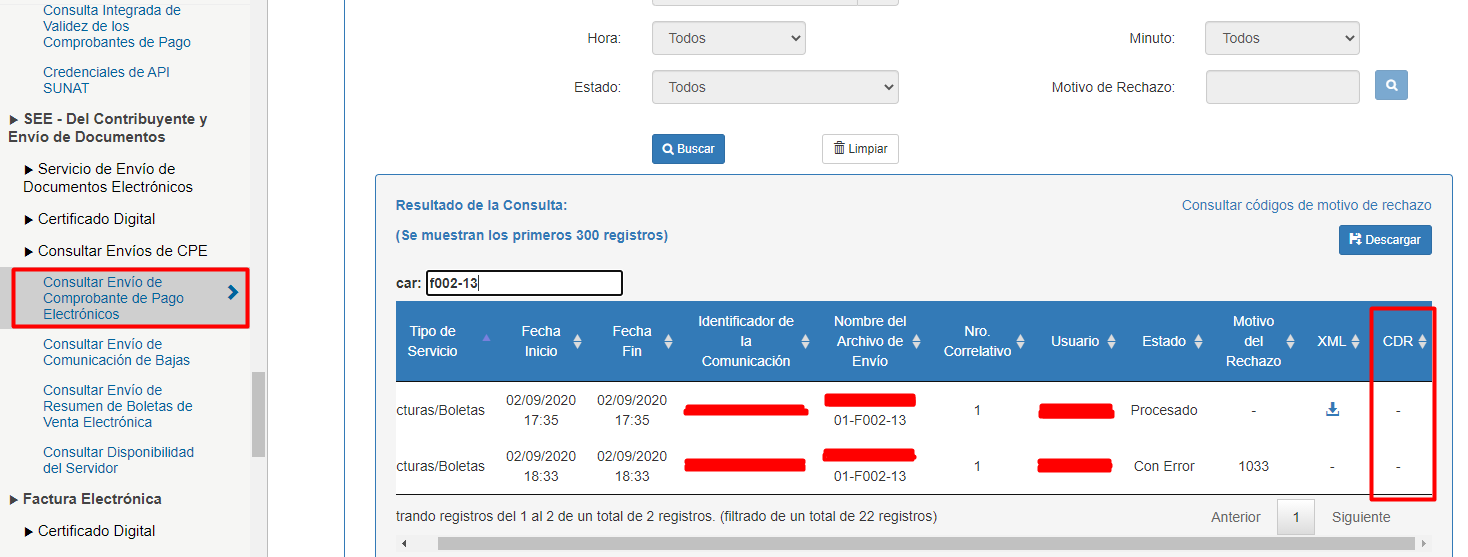 Consulta Integrada de
Validez de los
Comprobantes de Pago
Credenciales de API
SUNAT
SEE - Del Contribuyente y
Envío de Documentos
Servicio de Envío de
Documentos Electrónicos
Certificado Digital
Consultar Envíos de CPE
Consultar Envío de
Comprobante de Pago
Electrónicos
Consultar Envío de
Comunicación de Bajas
Consultar Envío de
Resumen de Boletas de
Venta Electrónica
Consultar Disponibilidad
del Servidor
Factura Electrónica
Certificado Digital
Hora: Todos Minuto: Todos
Estado: Todos Motivo de Rechazo:
Buscar Limpiar
Resultado de la Consulta: Consultar códigos de motivo de rechazo
(Se muestran los primeros 300 registros) Descargar
car: f002-13
Tipo de Servicio Fecha Inicio Fecha Fin Identificador de la Comunicación Nombre del Archivo de Envío Nro. Correlativo Usuario Estado Motivo del Rechazo XML CDR
cturas/Boletas 02/09/2020 17:35 02/09/2020 17:35 01-F002-13 1 Procesado - -
cturas/Boletas 02/09/2020 18:33 02/09/2020 18:33 01-F002-13 1 Con Error 1033 - -
trando registros del 1 al 2 de un total de 2 registros. (filtrado de un total de 22 registros) Anterior 1 Siguiente